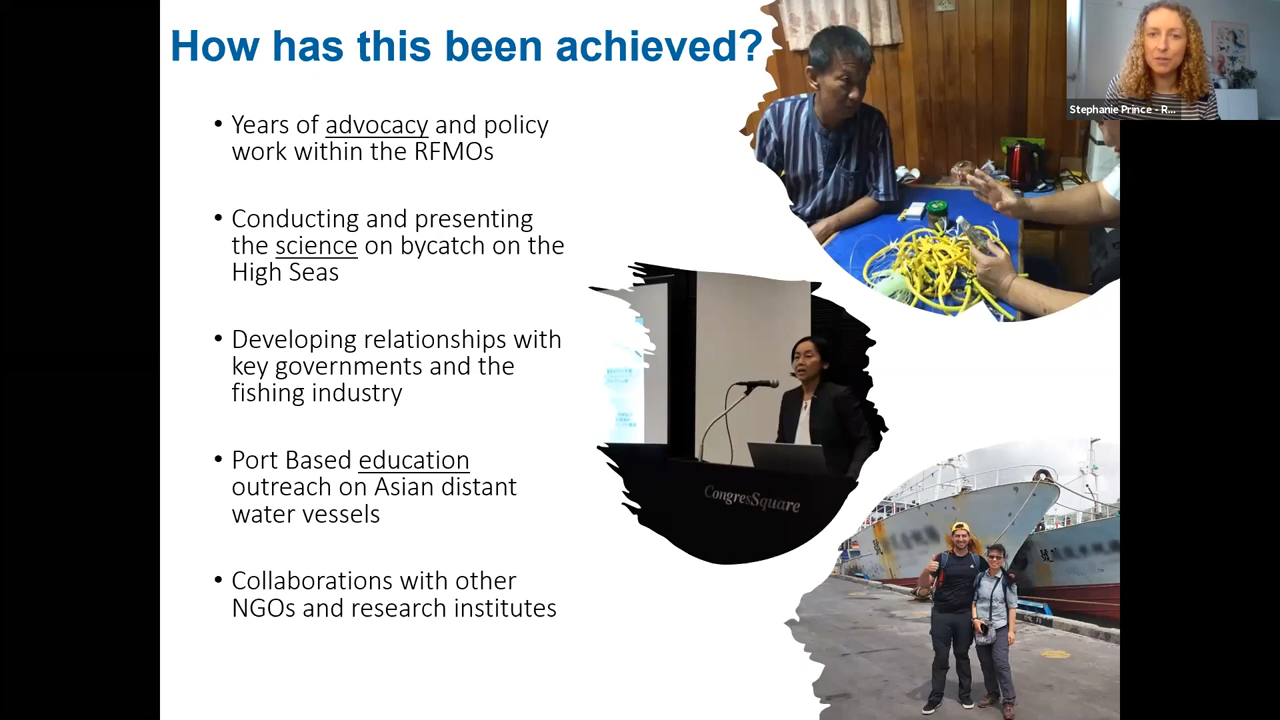 How has this been achieved?
Stephanie Prince - R...
• Years of advocacy and policy
work within the RFMOs
• Conducting and presenting
the science on bycatch on the
High Seas
• Developing relationships with
key governments and the
fishing industry
• Port Based education
outreach on Asian distant
water vessels
• Collaborations with other
NGOs and research institutes
CongresSquare